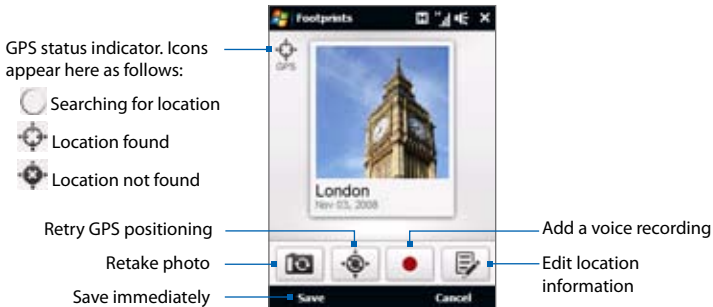 Footprints
GPS status indicator. Icons
appear here as follows:
Searching for location
Location found
Location not found
GPS
London
Nov 03, 2008
Retry GPS positioning
Retake photo
Save immediately
Add a voice recording
Edit location
information
Save
Cancel